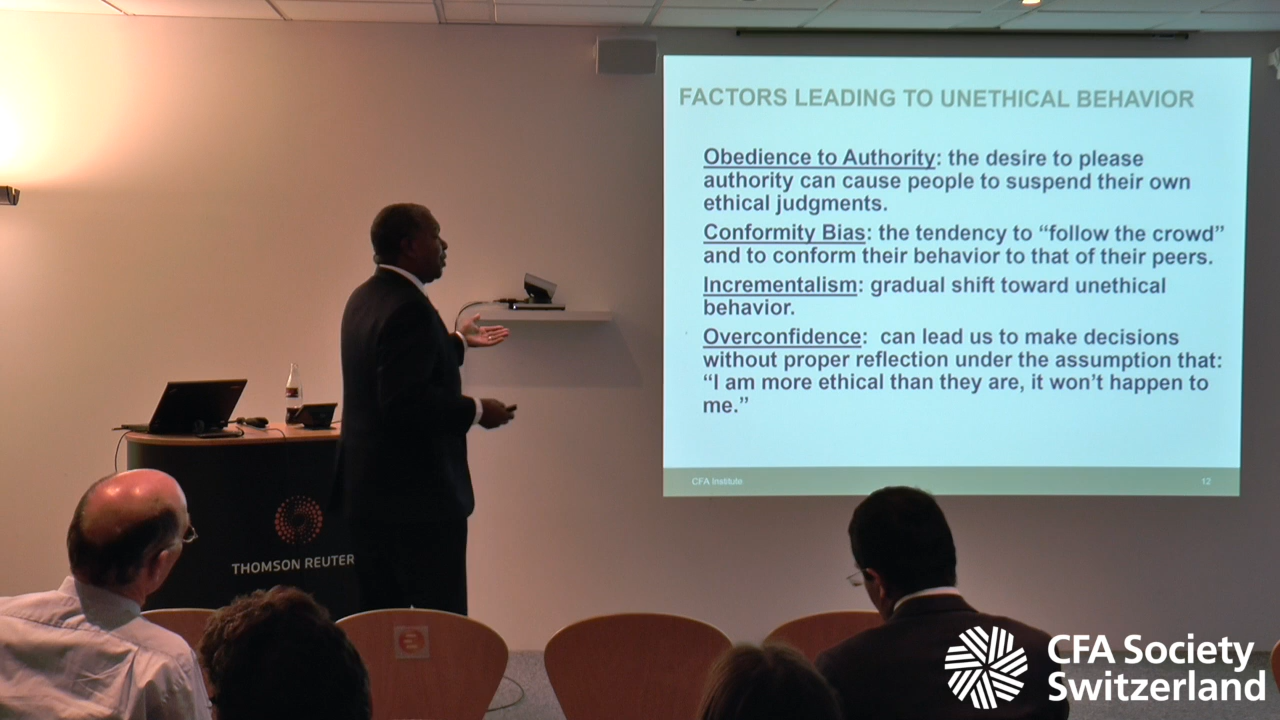 FACTORS LEADING TO UNETHICAL BEHAVIOR
Obedience to Authority: the desire to please
authority can cause people to suspend their own
ethical judgments.
Conformity Bias: the tendency to “follow the crowd”
and to conform their behavior to that of their peers.
Incrementalism: gradual shift toward unethical
behavior.
Overconfidence:  can lead us to make decisions
without proper reflection under the assumption that:
“I am more ethical than they are, it won’t happen to
me.”
CFA Institute 12
THOMSON REUTER
CFA Society
Switzerland